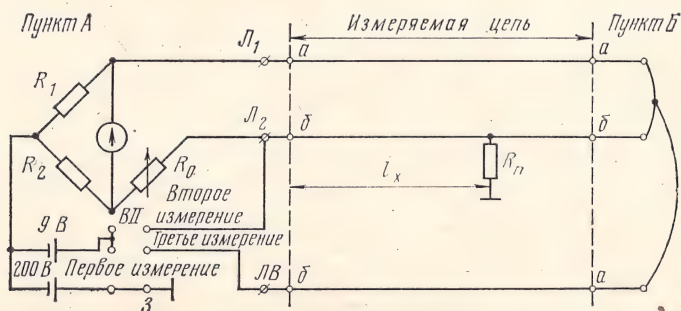 Пункт А
Измеряемая цепь
Пункт Б
Л₁
а
а
R₁
Л₂
б
б
R₂
R₀
lₓ
Rп
Второе измерение
ВП
9 В
Третье измерение
200 В
Первое измерение
З
ЛВ
б
а